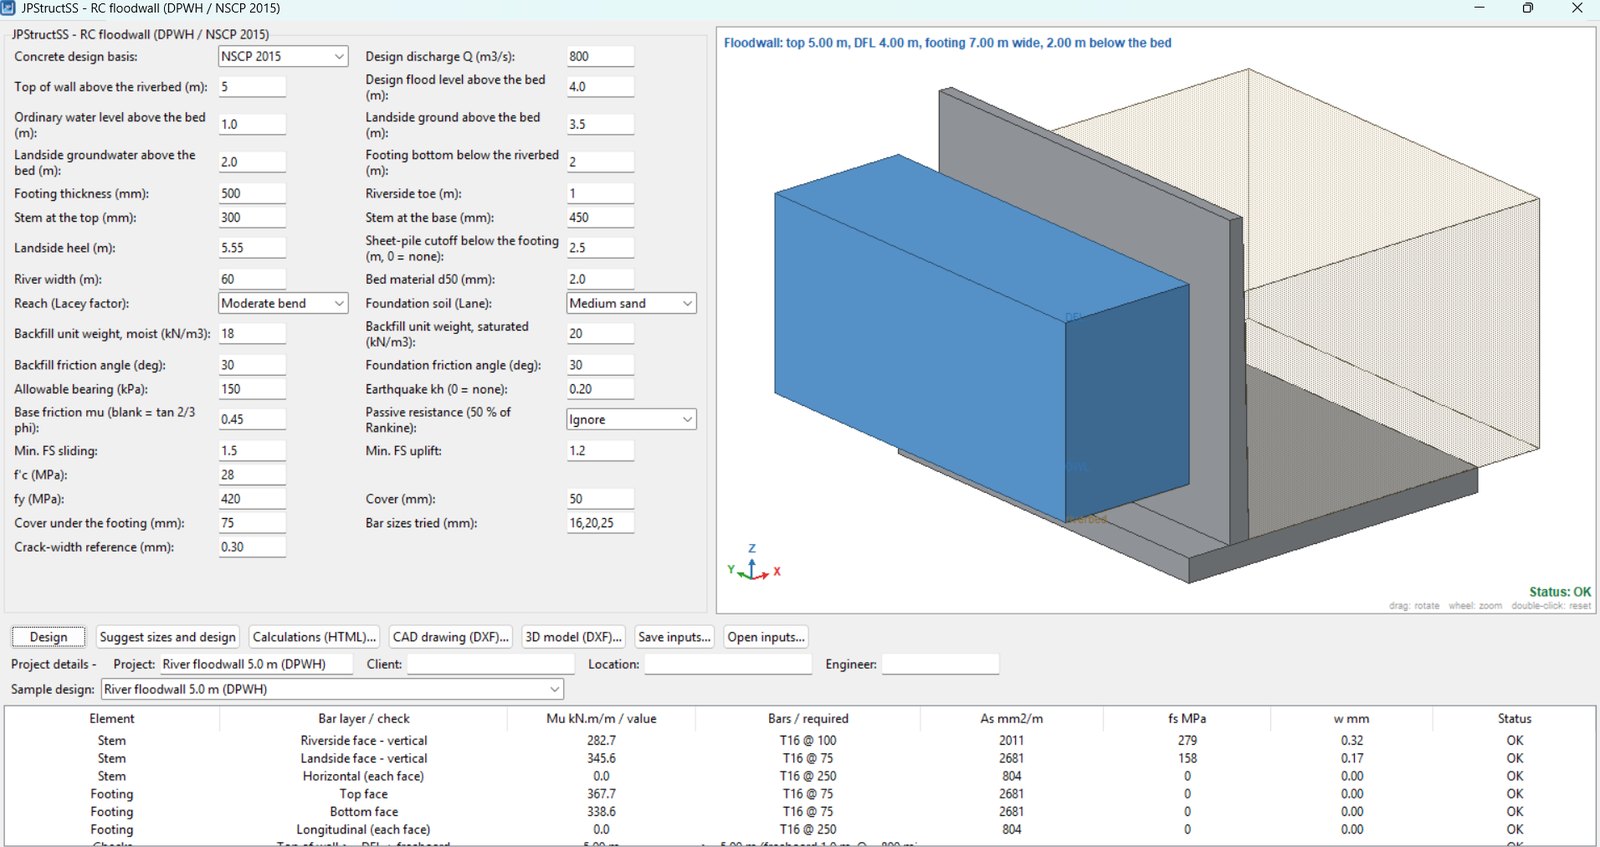 JPStructSS - RC floodwall (DPWH / NSCP 2015)
JPStructSS - RC floodwall (DPWH / NSCP 2015)
Concrete design basis: NSCP 2015 Design discharge Q (m3/s): 800
Top of wall above the riverbed (m): 5 Design flood level above the bed (m): 4.0
Ordinary water level above the bed (m): 1.0 Landside ground above the bed (m): 3.5
Landside groundwater above the bed (m): 2.0 Footing bottom below the riverbed (m): 2
Footing thickness (mm): 500 Riverside toe (m): 1
Stem at the top (mm): 300 Stem at the base (mm): 450
Landside heel (m): 5.55 Sheet-pile cutoff below the footing (m, 0 = none): 2.5
River width (m): 60 Bed material d50 (mm): 2.0
Reach (Lacey factor): Moderate bend Foundation soil (Lane): Medium sand
Backfill unit weight, moist (kN/m3): 18 Backfill unit weight, saturated (kN/m3): 20
Backfill friction angle (deg): 30 Foundation friction angle (deg): 30
Allowable bearing (kPa): 150 Earthquake kh (0 = none): 0.20
Base friction mu (blank = tan 2/3 phi): 0.45 Passive resistance (50 % of Rankine): Ignore
Min. FS sliding: 1.5 Min. FS uplift: 1.2
f'c (MPa): 28
fy (MPa): 420 Cover (mm): 50
Cover under the footing (mm): 75 Bar sizes tried (mm): 16,20,25
Crack-width reference (mm): 0.30
Floodwall: top 5.00 m, DFL 4.00 m, footing 7.00 m wide, 2.00 m below the bed
DFL
Z
Y
X
Status: OK
drag: rotate wheel: zoom double-click: reset
Design Suggest sizes and design Calculations (HTML)... CAD drawing (DXF)... 3D model (DXF)... Save inputs... Open inputs...
Project details - Project: River floodwall 5.0 m (DPWH) Client: Location: Engineer:
Sample design: River floodwall 5.0 m (DPWH)
Element Bar layer / check Mu kN.m/m / value Bars / required As mm2/m fs MPa w mm Status
Stem Riverside face - vertical 282.7 T16 @ 100 2011 279 0.32 OK
Stem Landside face - vertical 345.6 T16 @ 75 2681 158 0.17 OK
Stem Horizontal (each face) 0.0 T16 @ 250 804 0 0.00 OK
Footing Top face 367.7 T16 @ 75 2681 0 0.00 OK
Footing Bottom face 338.6 T16 @ 75 2681 0 0.00 OK
Footing Longitudinal (each face) 0.0 T16 @ 250 804 0 0.00 OK